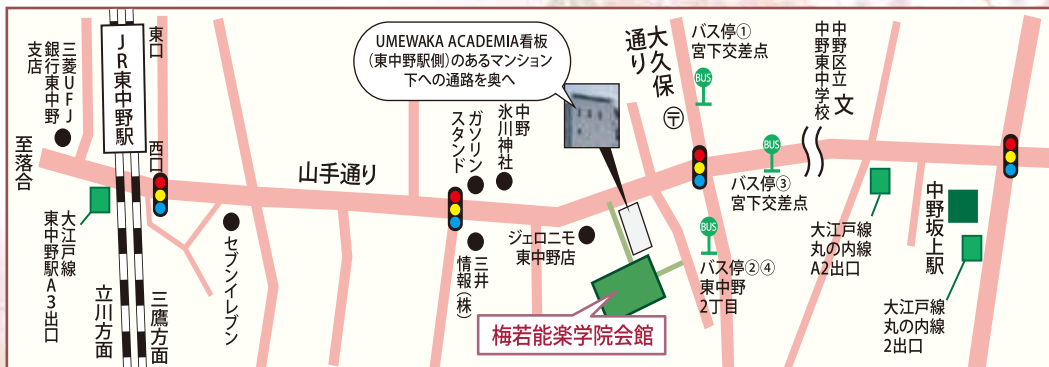 三菱UFJ
銀行東中野
支店
至落合
JR東中野駅
東口
西口
大江戸線
東中野駅A3出口
立川方面
三鷹方面
セブンイレブン
山手通り
UMEWAKA ACADEMIA看板
(東中野駅側)のあるマンション
下への通路を奥へ
ガソリン
スタンド
中野
氷川神社
三井
情報(株)
ジェロニモ
東中野店
梅若能楽学院会館
大久保
通り
〒
バス停①
宮下交差点
BUS
BUS
バス停③
宮下交差点
BUS
バス停②④
東中野
2丁目
中野区立
中野東中学校
文
大江戸線
丸の内線
A2出口
中野坂上駅
大江戸線
丸の内線
2出口